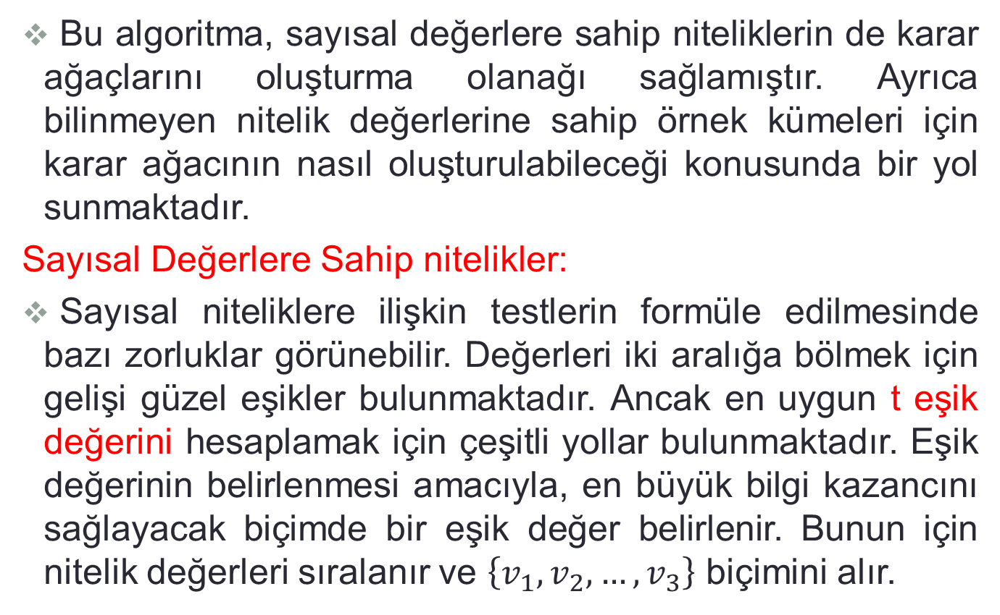 ❖ Bu algoritma, sayısal değerlere sahip niteliklerin de karar
ağaçlarını oluşturma olanağı sağlamıştır. Ayrıca
bilinmeyen nitelik değerlerine sahip örnek kümeleri için
karar ağacının nasıl oluşturulabileceği konusunda bir yol
sunmaktadır.
Sayısal Değerlere Sahip nitelikler:
❖ Sayısal niteliklere ilişkin testlerin formüle edilmesinde
bazı zorluklar görünebilir. Değerleri iki aralığa bölmek için
gelişi güzel eşikler bulunmaktadır. Ancak en uygun t eşik
değerini hesaplamak için çeşitli yollar bulunmaktadır. Eşik
değerinin belirlenmesi amacıyla, en büyük bilgi kazancını
sağlayacak biçimde bir eşik değer belirlenir. Bunun için
nitelik değerleri sıralanır ve {𝑣₁, 𝑣₂, … , 𝑣₃} biçimini alır.